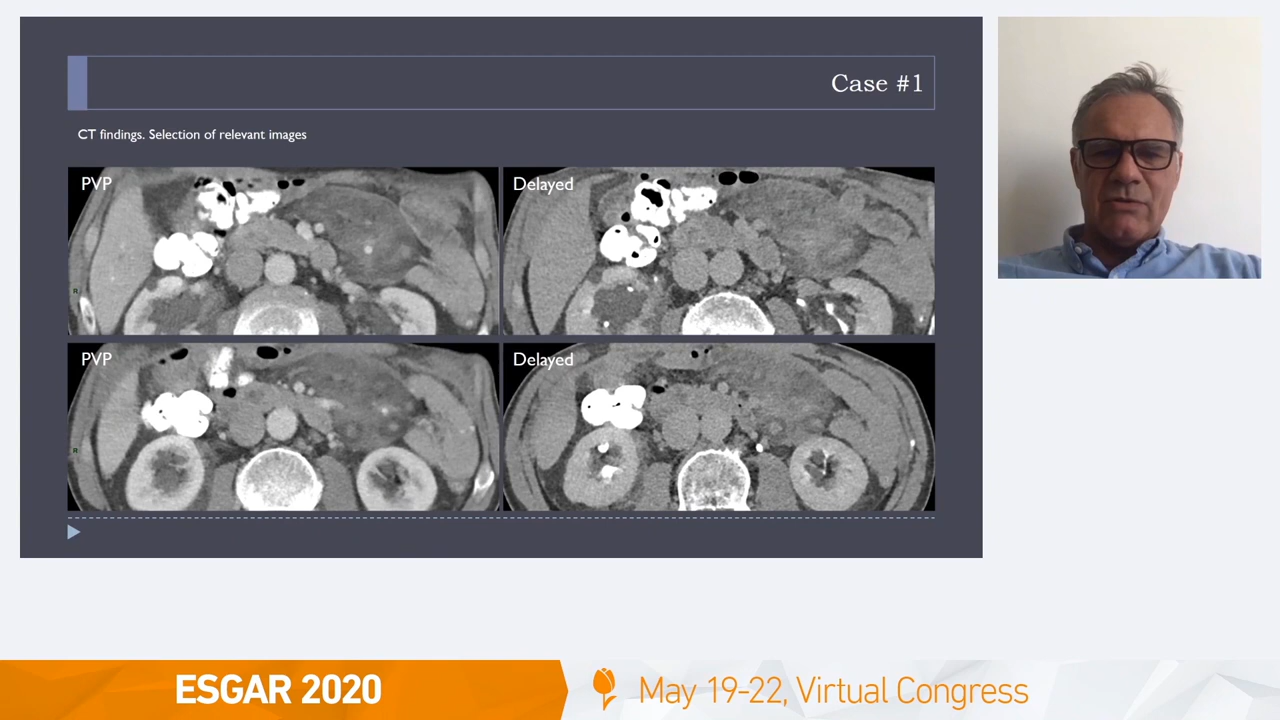 Case #1
CT findings. Selection of relevant images
PVP
Delayed
R
PVP
Delayed
R
ESGAR 2020
May 19-22, Virtual Congress